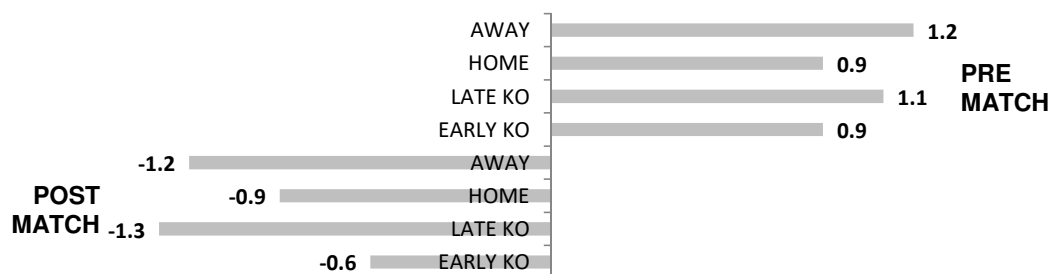 AWAY 1.2
HOME 0.9
PRE
MATCH
LATE KO 1.1
EARLY KO 0.9
-1.2 AWAY
-0.9 HOME
POST
MATCH
-1.3 LATE KO
-0.6 EARLY KO